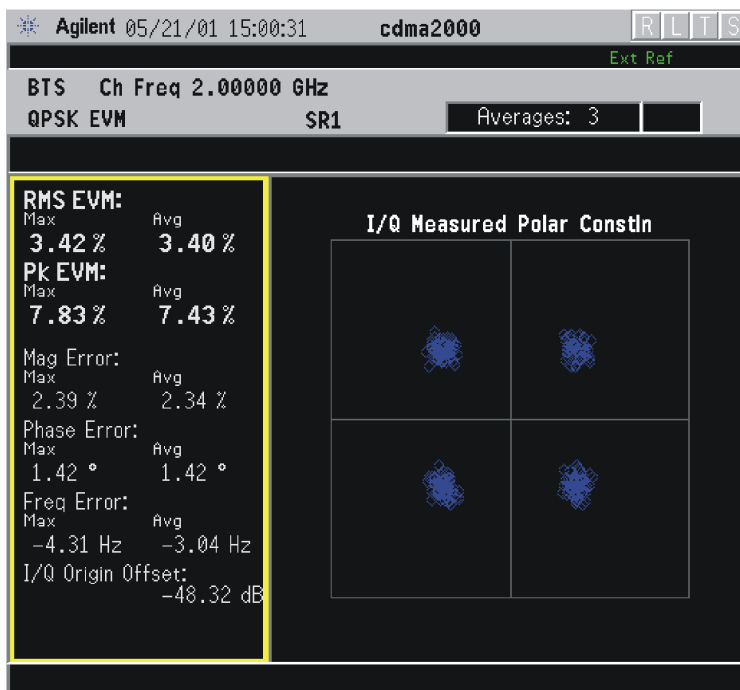 Agilent 05/21/01 15:00:31 cdma2000 R L T S
Ext Ref
BTS Ch Freq 2.00000 GHz
QPSK EVM SR1 Averages: 3
RMS EVM:
Max Avg
3.42 % 3.40 %
Pk EVM:
Max Avg
7.83 % 7.43 %
Mag Error:
Max Avg
2.39 % 2.34 %
Phase Error:
Max Avg
1.42 ° 1.42 °
Freq Error:
Max Avg
-4.31 Hz -3.04 Hz
I/Q Origin Offset:
-48.32 dB
I/Q Measured Polar Constln